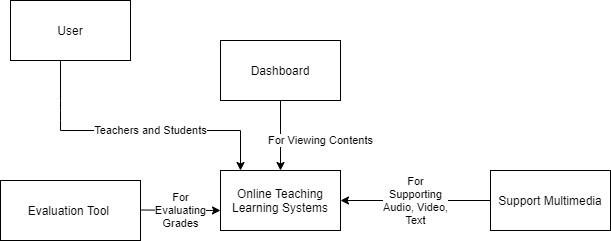 User
Dashboard
Teachers and Students
For Viewing Contents
Evaluation Tool
For
Evaluating
Grades
Online Teaching
Learning Systems
For
Supporting
Audio, Video,
Text
Support Multimedia